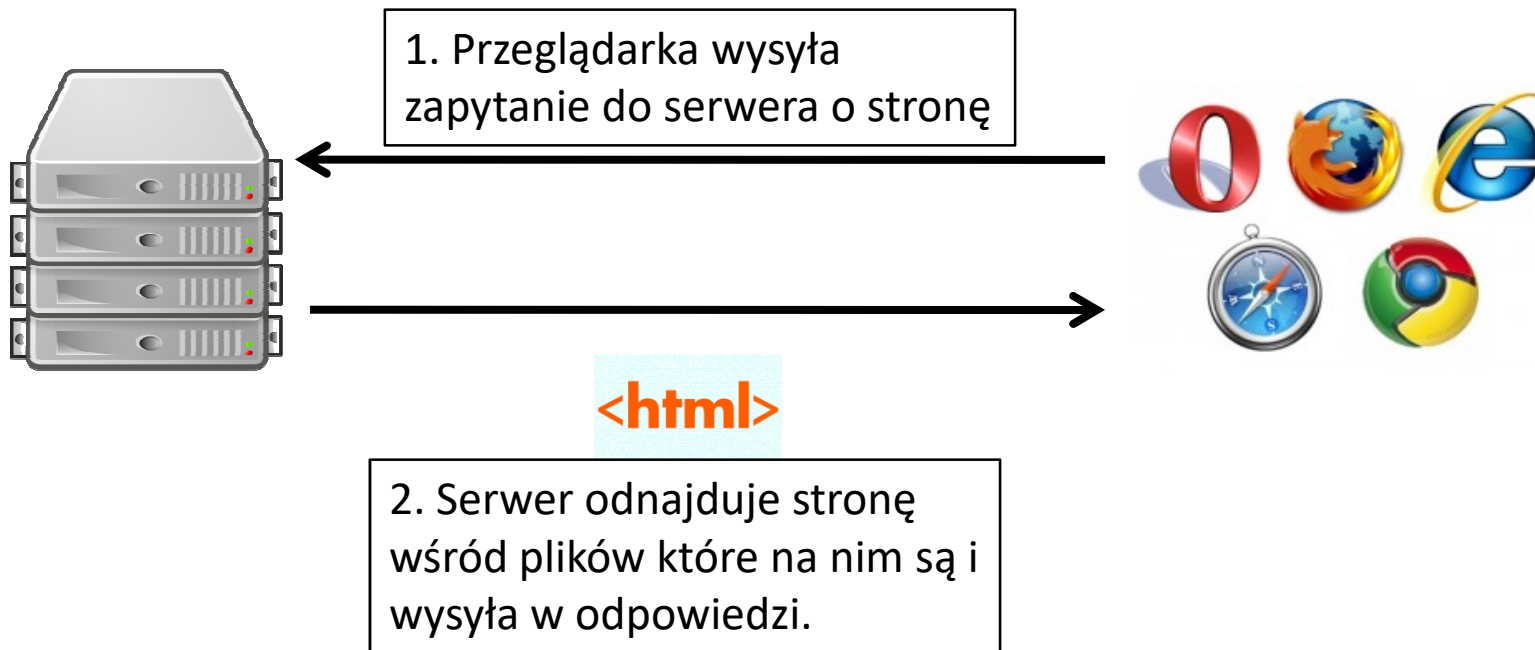 1. Przeglądarka wysyła
zapytanie do serwera o stronę
<html>
2. Serwer odnajduje stronę
wśród plików które na nim są i
wysyła w odpowiedzi.